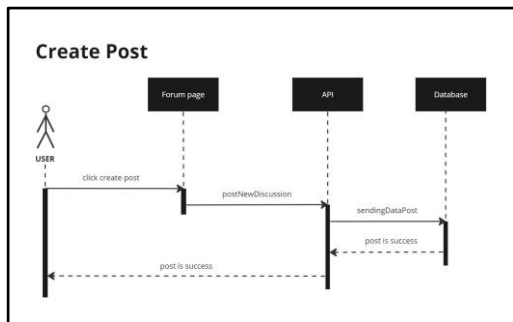 Create Post
Forum page
API
Database
USER
click create post
postNewDiscussion
sendingDataPost
post is success
post is success